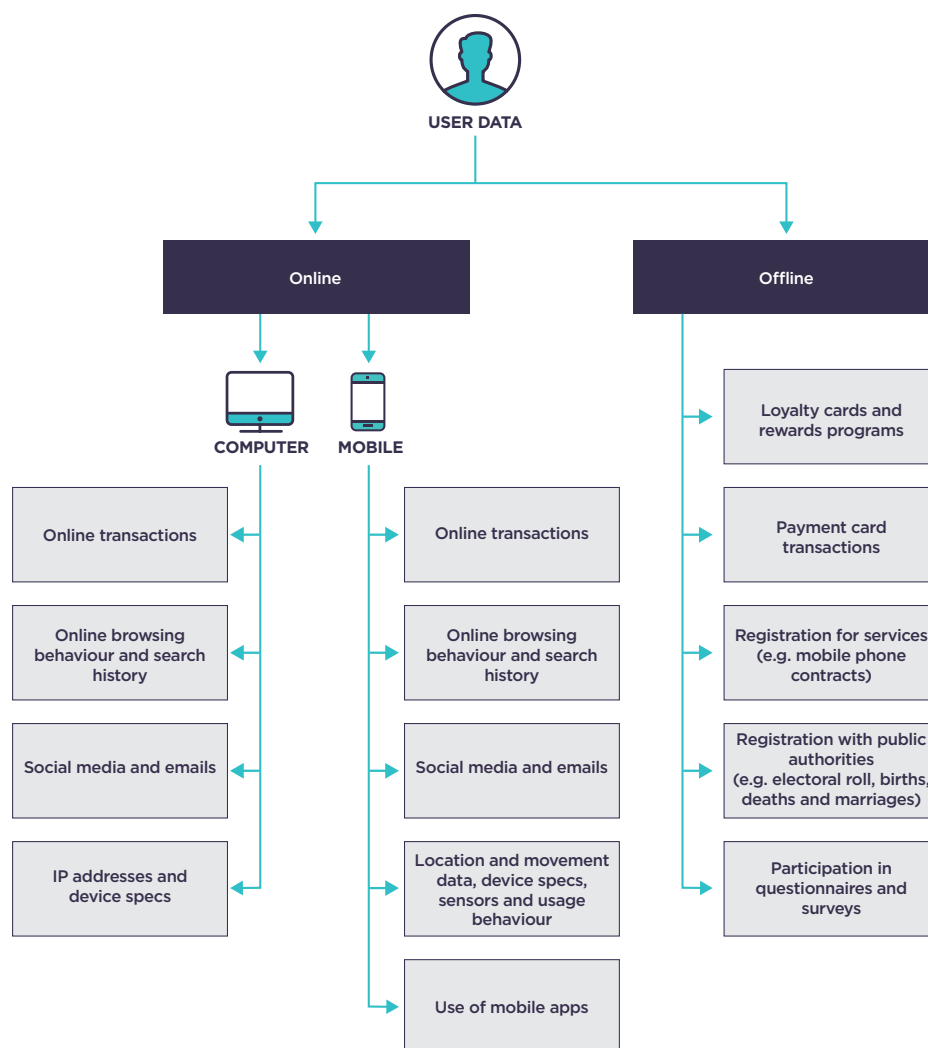 USER DATA
Online
Offline
COMPUTER
MOBILE
Online transactions
Online browsing
behaviour and search
history
Social media and emails
IP addresses and
device specs
Online transactions
Online browsing
behaviour and search
history
Social media and emails
Location and movement
data, device specs,
sensors and usage
behaviour
Use of mobile apps
Loyalty cards and
rewards programs
Payment card
transactions
Registration for services
(e.g. mobile phone
contracts)
Registration with public
authorities
(e.g. electoral roll, births,
deaths and marriages)
Participation in
questionnaires and
surveys